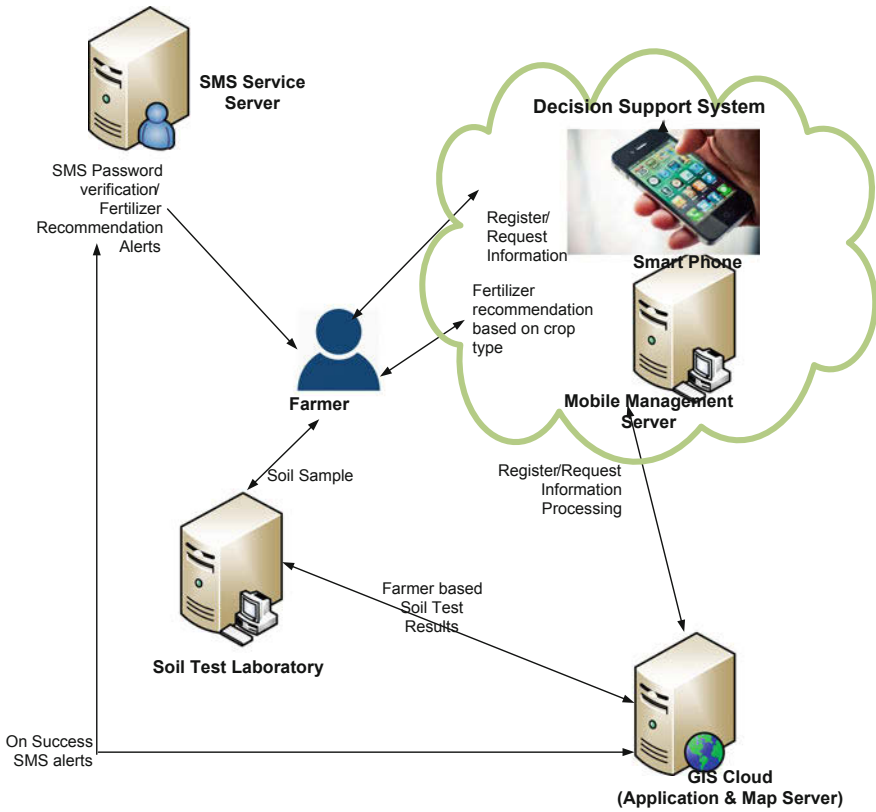 SMS Service
Server
SMS Password
verification/
Fertilizer
Recommendation
Alerts
Decision Support System
Register/
Request
Information
Smart Phone
Fertilizer
recommendation
based on crop
type
Farmer
Mobile Management
Server
Soil Sample
Register/Request
Information
Processing
Farmer based
Soil Test
Results
Soil Test Laboratory
On Success
SMS alerts
GIS Cloud
(Application & Map Server)